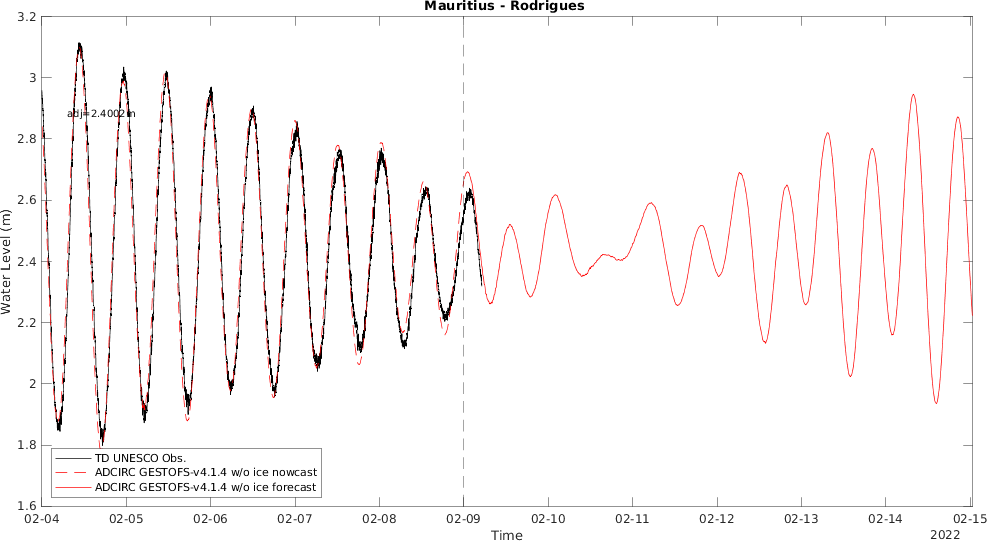 Mauritius - Rodrigues
3.2
3
2.8
2.6
2.4
2.2
2
1.8
1.6
Water Level (m)
adj=2.4002m
TD UNESCO Obs.
ADCIRC GESTOFS-v4.1.4 w/o ice nowcast
ADCIRC GESTOFS-v4.1.4 w/o ice forecast
02-04 02-05 02-06 02-07 02-08 02-09 02-10 02-11 02-12 02-13 02-14 02-15
Time
2022